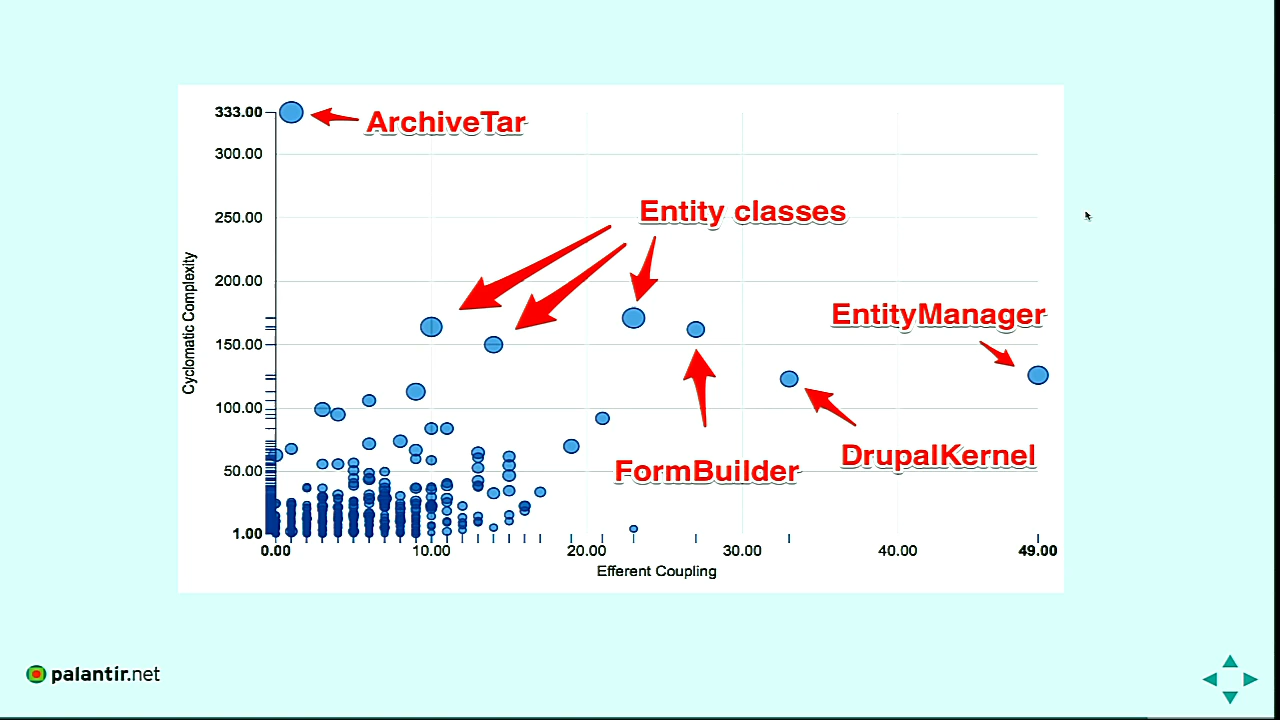 333.00
ArchiveTar
300.00
Entity classes
250.00
200.00
EntityManager
150.00
Cyclomatic Complexity
100.00
DrupalKernel
FormBuilder
50.00
1.00
0.00 10.00 20.00 30.00 40.00 49.00
Efferent Coupling
palantir.net